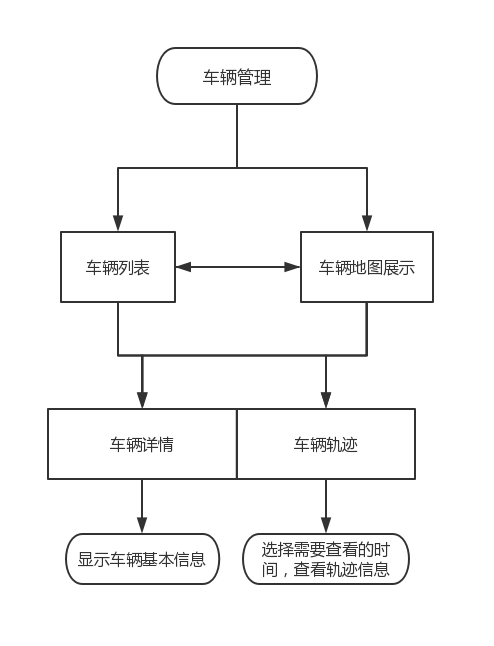 车辆管理
车辆列表
车辆地图展示
车辆详情
车辆轨迹
显示车辆基本信息
选择需要查看的时
间，查看轨迹信息